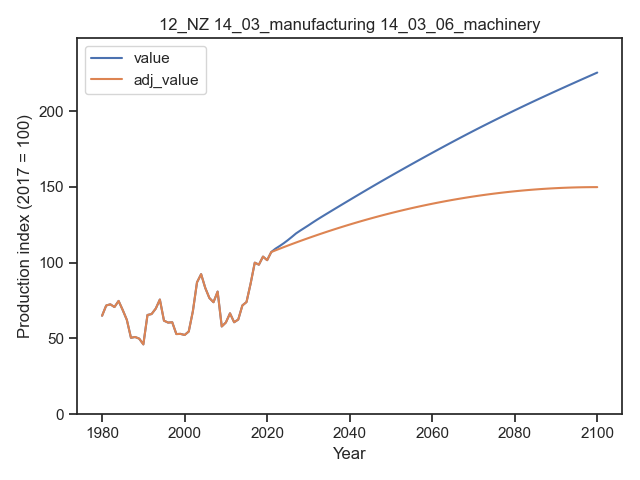 12_NZ 14_03_manufacturing 14_03_06_machinery
value
adj_value
Production index (2017 = 100)
200
150
100
50
0
1980 2000 2020 2040 2060 2080 2100
Year